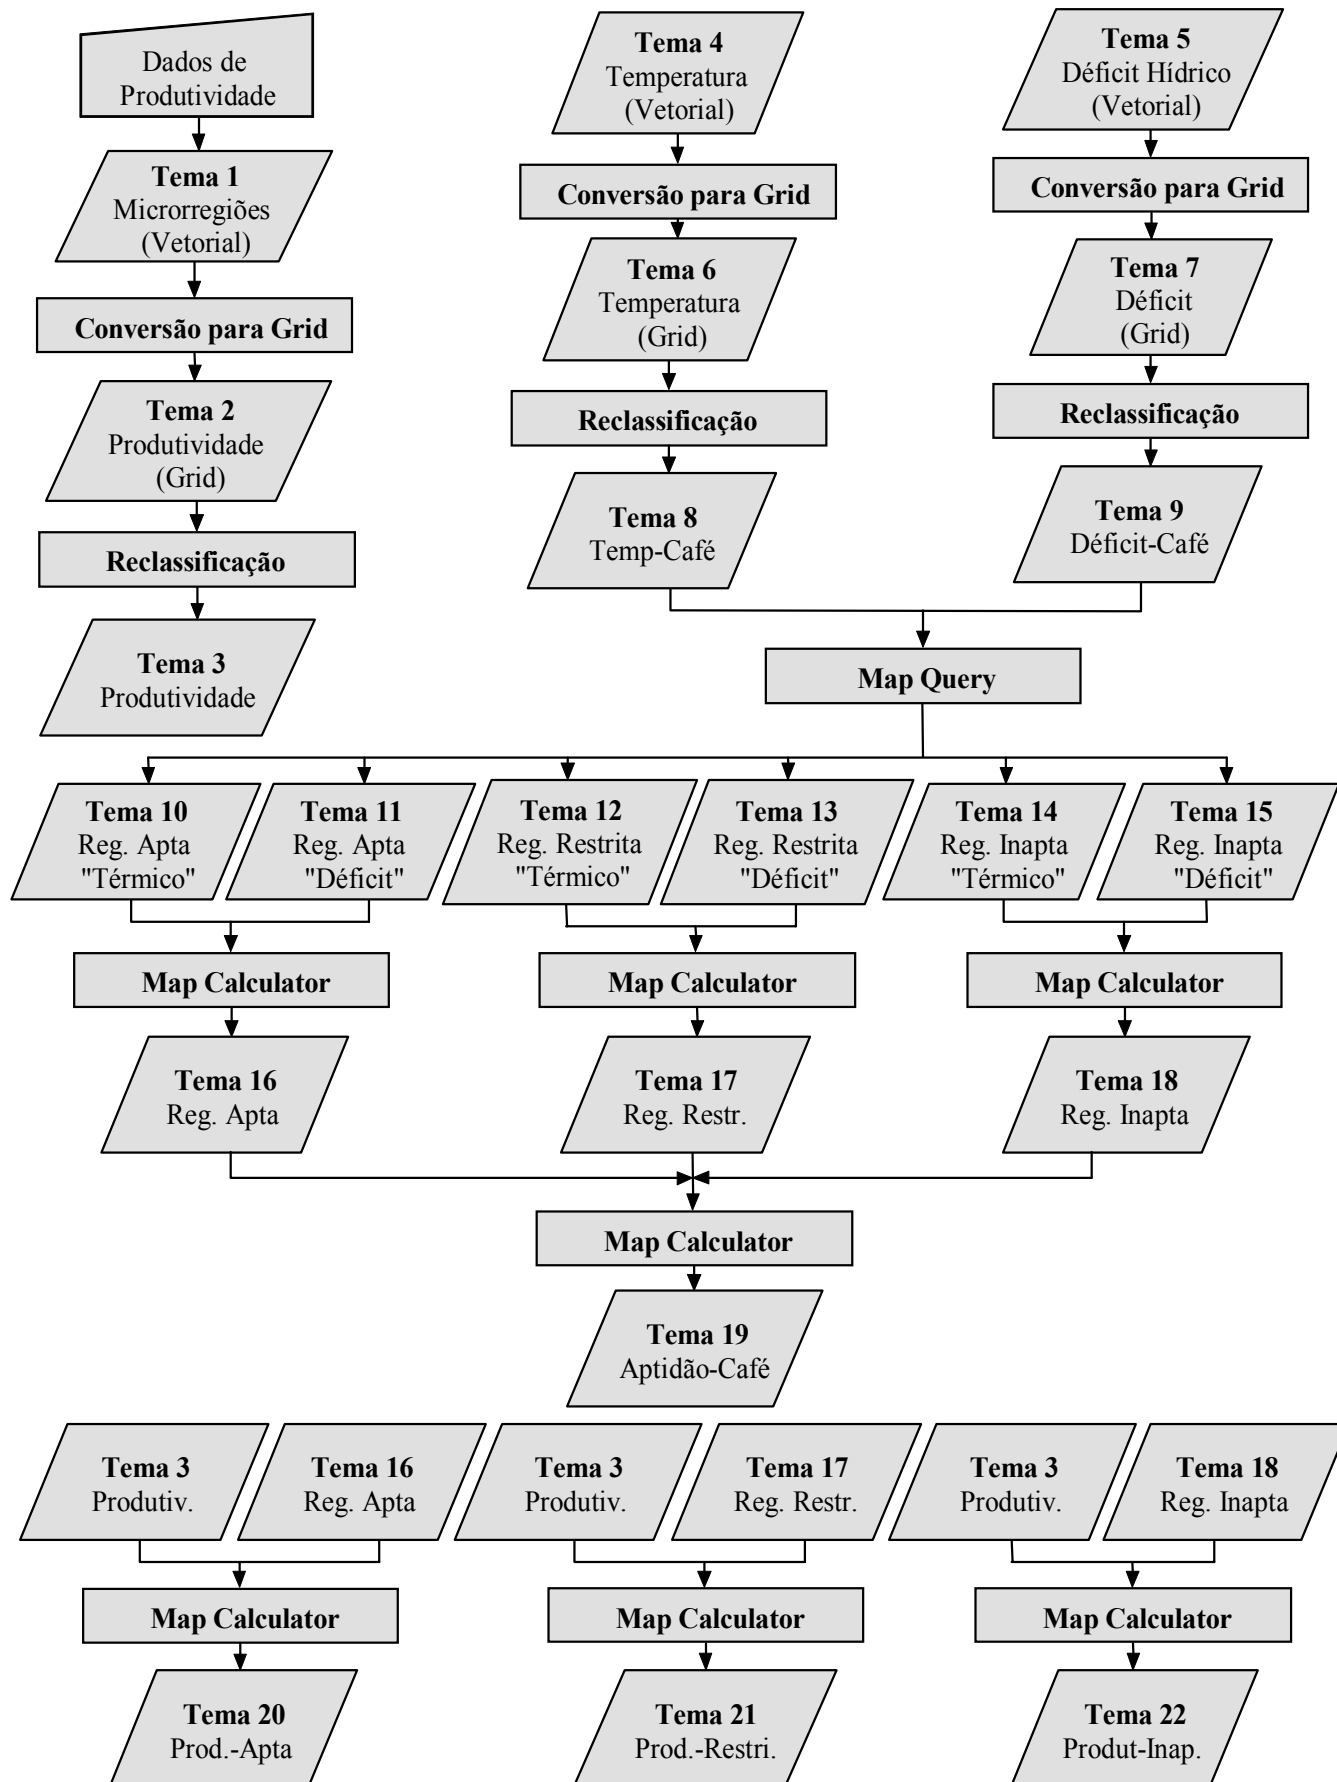 Dados de
Produtividade
Tema 1
Microrregiões
(Vetorial)
Conversão para Grid
Tema 2
Produtividade
(Grid)
Reclassificação
Tema 3
Produtividade
Tema 4
Temperatura
(Vetorial)
Conversão para Grid
Tema 6
Temperatura
(Grid)
Reclassificação
Tema 8
Temp-Café
Tema 5
Déficit Hídrico
(Vetorial)
Conversão para Grid
Tema 7
Déficit
(Grid)
Reclassificação
Tema 9
Déficit-Café
Map Query
Tema 10
Reg. Apta
"Térmico"
Tema 11
Reg. Apta
"Déficit"
Tema 12
Reg. Restrita
"Térmico"
Tema 13
Reg. Restrita
"Déficit"
Tema 14
Reg. Inapta
"Térmico"
Tema 15
Reg. Inapta
"Déficit"
Map Calculator
Map Calculator
Map Calculator
Tema 16
Reg. Apta
Tema 17
Reg. Restr.
Tema 18
Reg. Inapta
Map Calculator
Tema 19
Aptidão-Café
Tema 3
Produtiv.
Tema 16
Reg. Apta
Tema 3
Produtiv.
Tema 17
Reg. Restr.
Tema 3
Produtiv.
Tema 18
Reg. Inapta
Map Calculator
Map Calculator
Map Calculator
Tema 20
Prod.-Apta
Tema 21
Prod.-Restri.
Tema 22
Produt-Inap.